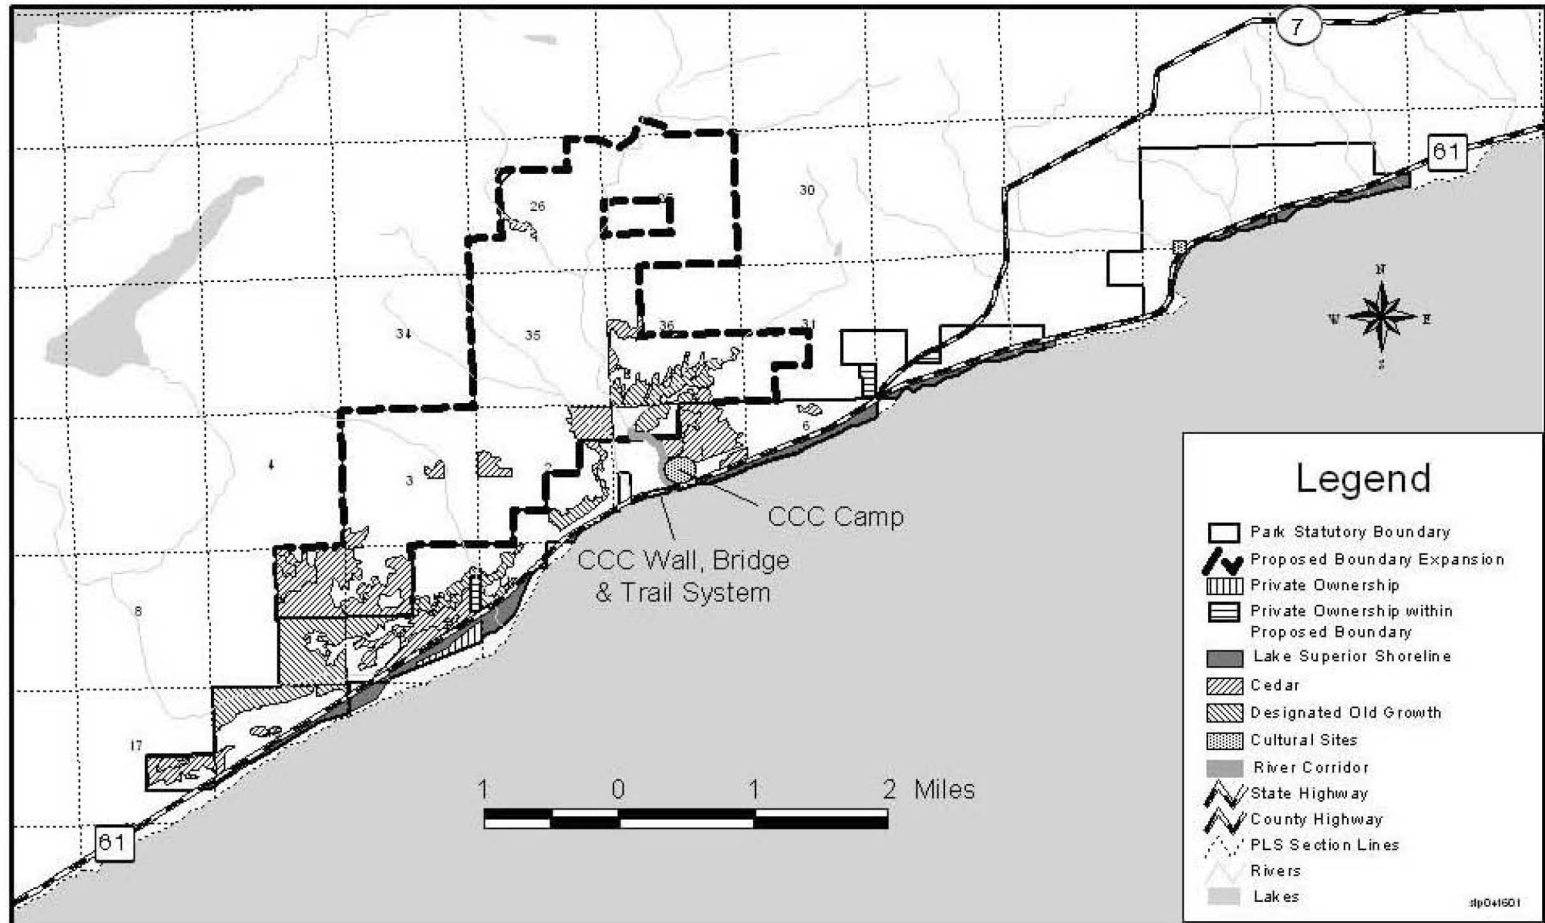 7
61
30
26
25
34
35
36
31
4
3
2
6
8
17
CCC Camp
CCC Wall, Bridge
& Trail System
N
W E
S
1 0 1 2 Miles
61
Legend
Park Statutory Boundary
Proposed Boundary Expansion
Private Ownership
Private Ownership within
Proposed Boundary
Lake Superior Shoreline
Cedar
Designated Old Growth
Cultural Sites
River Corridor
State Highway
County Highway
PLS Section Lines
Rivers
Lakes
slp041601